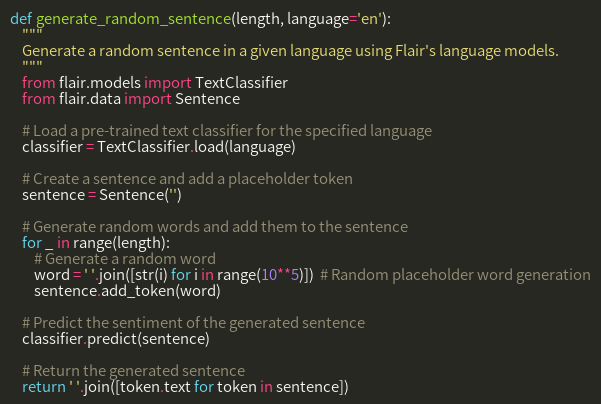 def generate_random_sentence(length, language='en'):
    """
    Generate a random sentence in a given language using Flair's language models.
    """
    from flair.models import TextClassifier
    from flair.data import Sentence

    # Load a pre-trained text classifier for the specified language
    classifier = TextClassifier.load(language)

    # Create a sentence and add a placeholder token
    sentence = Sentence('')

    # Generate random words and add them to the sentence
    for _ in range(length):
        # Generate a random word
        word = ' '.join([str(i) for i in range(10**5)])  # Random placeholder word generation
        sentence.add_token(word)

    # Predict the sentiment of the generated sentence
    classifier.predict(sentence)

    # Return the generated sentence
    return ' '.join([token.text for token in sentence])